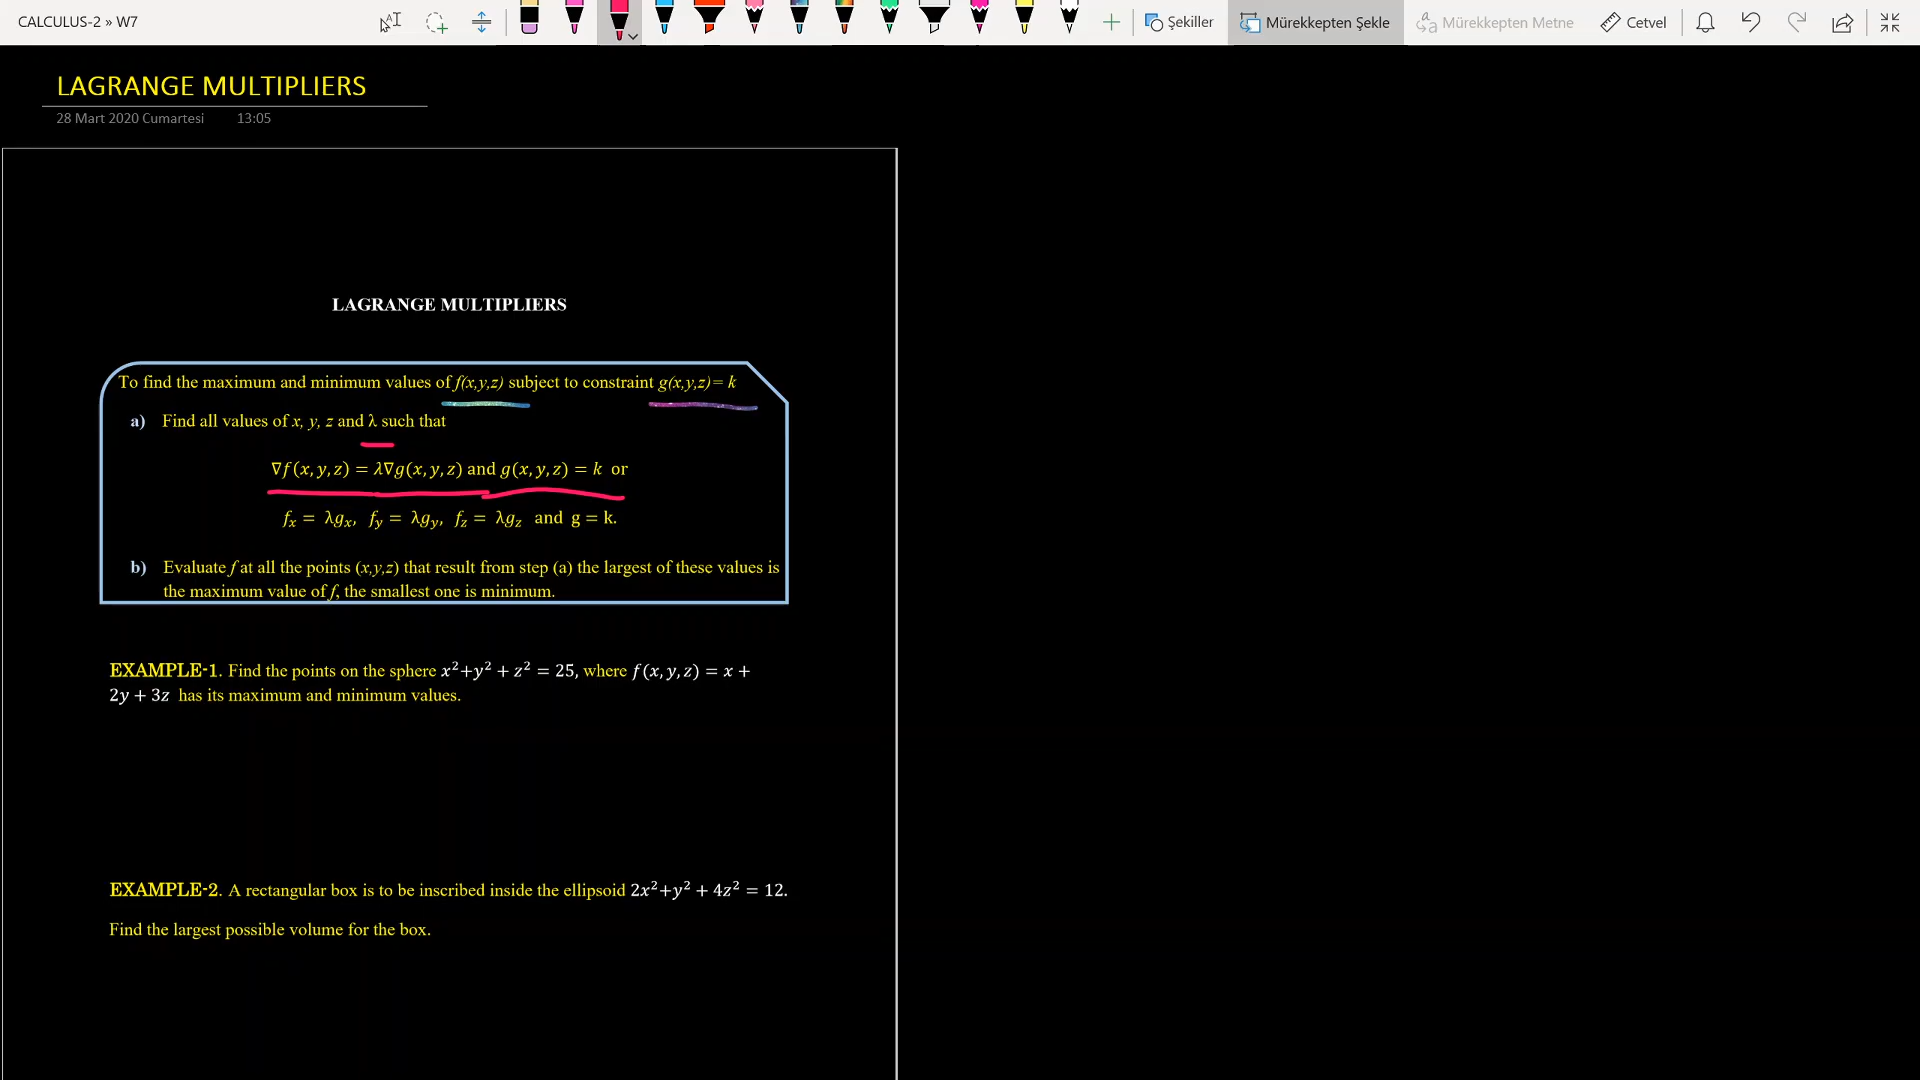 CALCULUS-2 » W7
Şekiller
Mürekkepten Şekle
Mürekkepten Metne
Cetvel
LAGRANGE MULTIPLIERS
28 Mart 2020 Cumartesi 13:05
LAGRANGE MULTIPLIERS
To find the maximum and minimum values of f(x,y,z) subject to constraint g(x,y,z)= k
a) Find all values of x, y, z and λ such that
∇f(x,y,z) = λ∇g(x,y,z) and g(x,y,z) = k or
fₓ = λgₓ, f_y = λg_y, f_z = λg_z and g = k.
b) Evaluate f at all the points (x,y,z) that result from step (a) the largest of these values is
the maximum value of f, the smallest one is minimum.
EXAMPLE-1. Find the points on the sphere x²+y² + z² = 25, where f(x,y,z) = x +
2y + 3z has its maximum and minimum values.
EXAMPLE-2. A rectangular box is to be inscribed inside the ellipsoid 2x²+y² + 4z² = 12.
Find the largest possible volume for the box.